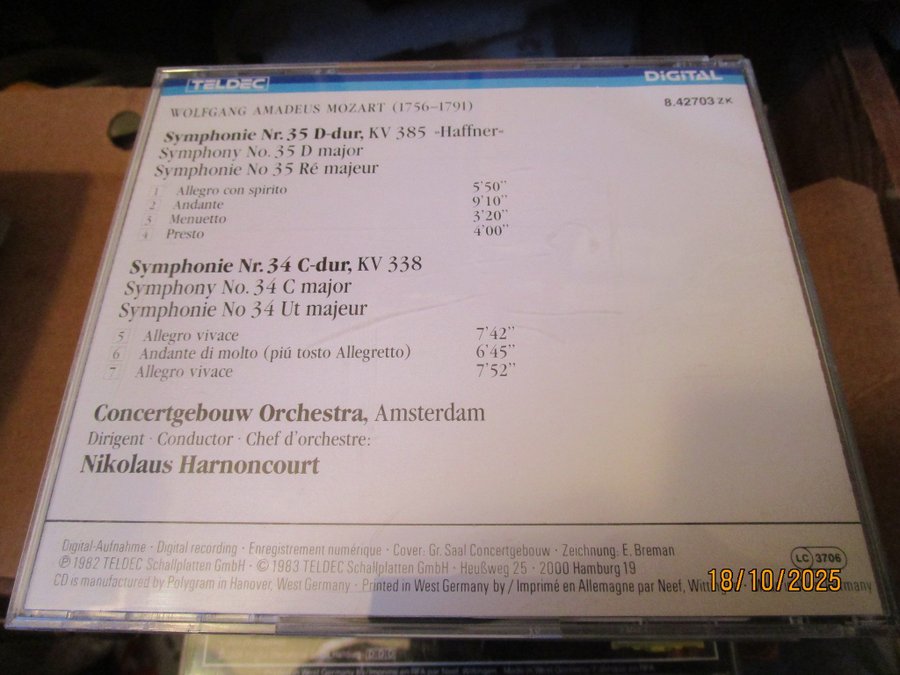 TELDEC
DIGITAL
WOLFGANG AMADEUS MOZART (1756–1791)
8.42703 ZK
Symphonie Nr. 35 D-dur, KV 385 »Haffner«
Symphony No. 35 D major
Symphonie No 35 Ré majeur
1 Allegro con spirito 5'50''
2 Andante 9'10''
3 Menuetto 3'20''
4 Presto 4'00''
Symphonie Nr. 34 C-dur, KV 338
Symphony No. 34 C major
Symphonie No 34 Ut majeur
5 Allegro vivace 7'42''
6 Andante di molto (piú tosto Allegretto) 6'45''
7 Allegro vivace 7'52''
Concertgebouw Orchestra, Amsterdam
Dirigent · Conductor · Chef d'orchestre:
Nikolaus Harnoncourt
Digital-Aufnahme · Digital recording · Enregistrement numérique · Cover: Gr. Saal Concertgebouw · Zeichnung: E. Breman
℗ 1982 TELDEC Schallplatten GmbH · © 1983 TELDEC Schallplatten GmbH · Heußweg 25 · 2000 Hamburg 19
LC 3706
CD is manufactured by Polygram in Hanover, West Germany · Printed in West Germany by / Imprimé en Allemagne par Neef, Germany
18/10/2025